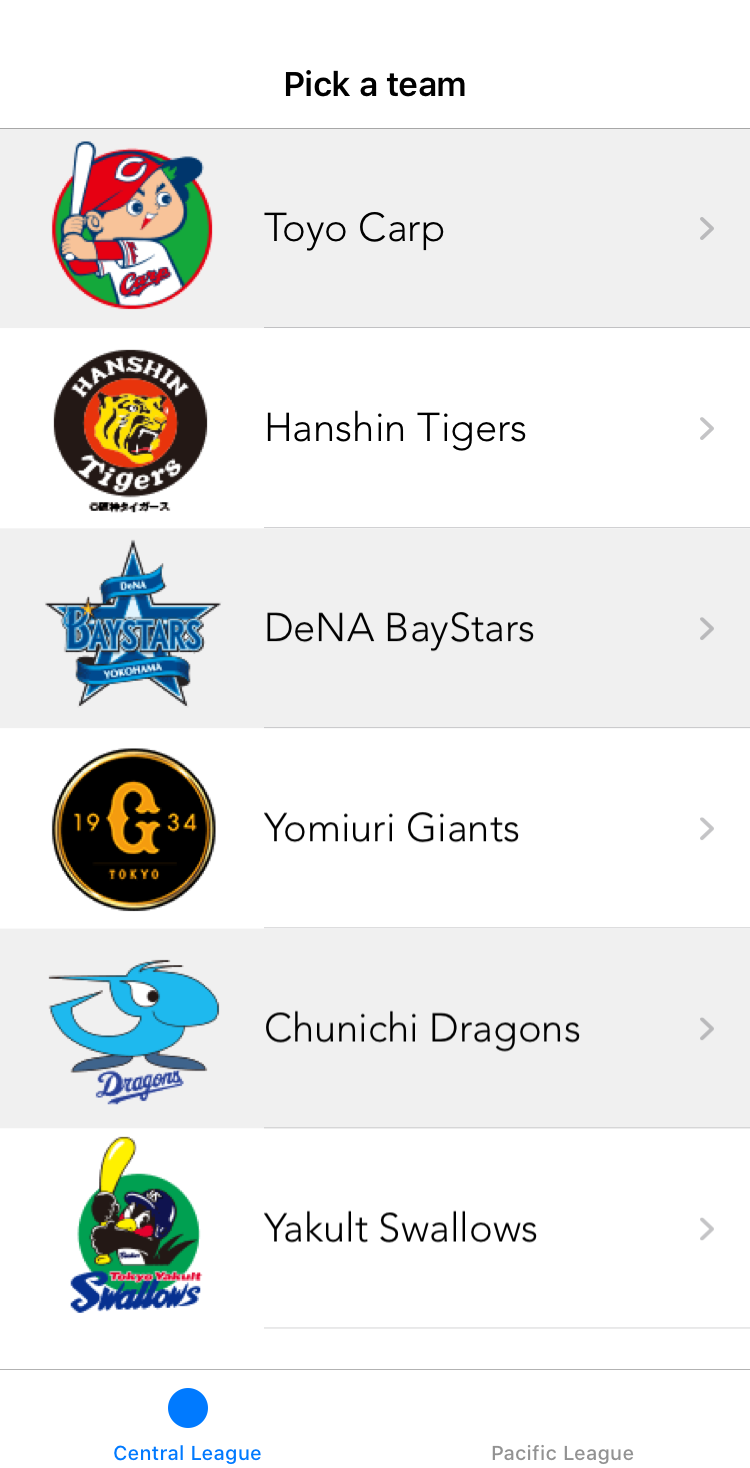 Pick a team
C
Carp
Toyo Carp
HANSHIN
Tigers
©阪神タイガース
Hanshin Tigers
DeNA
BAYSTARS
YOKOHAMA
DeNA BayStars
19 G 34
TOKYO
Yomiuri Giants
Dragons
Chunichi Dragons
Tokyo Yakult
Swallows
Yakult Swallows
Central League
Pacific League